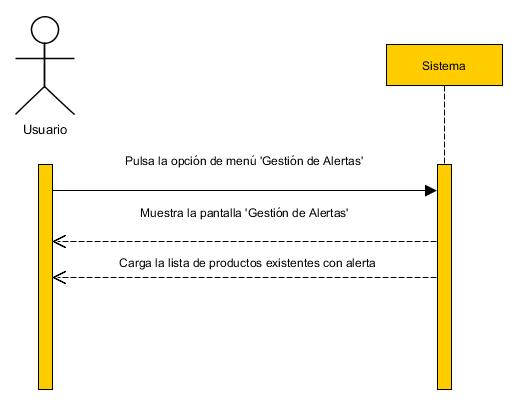 Sistema
Usuario
Pulsa la opción de menú 'Gestión de Alertas'
Muestra la pantalla 'Gestión de Alertas'
Carga la lista de productos existentes con alerta